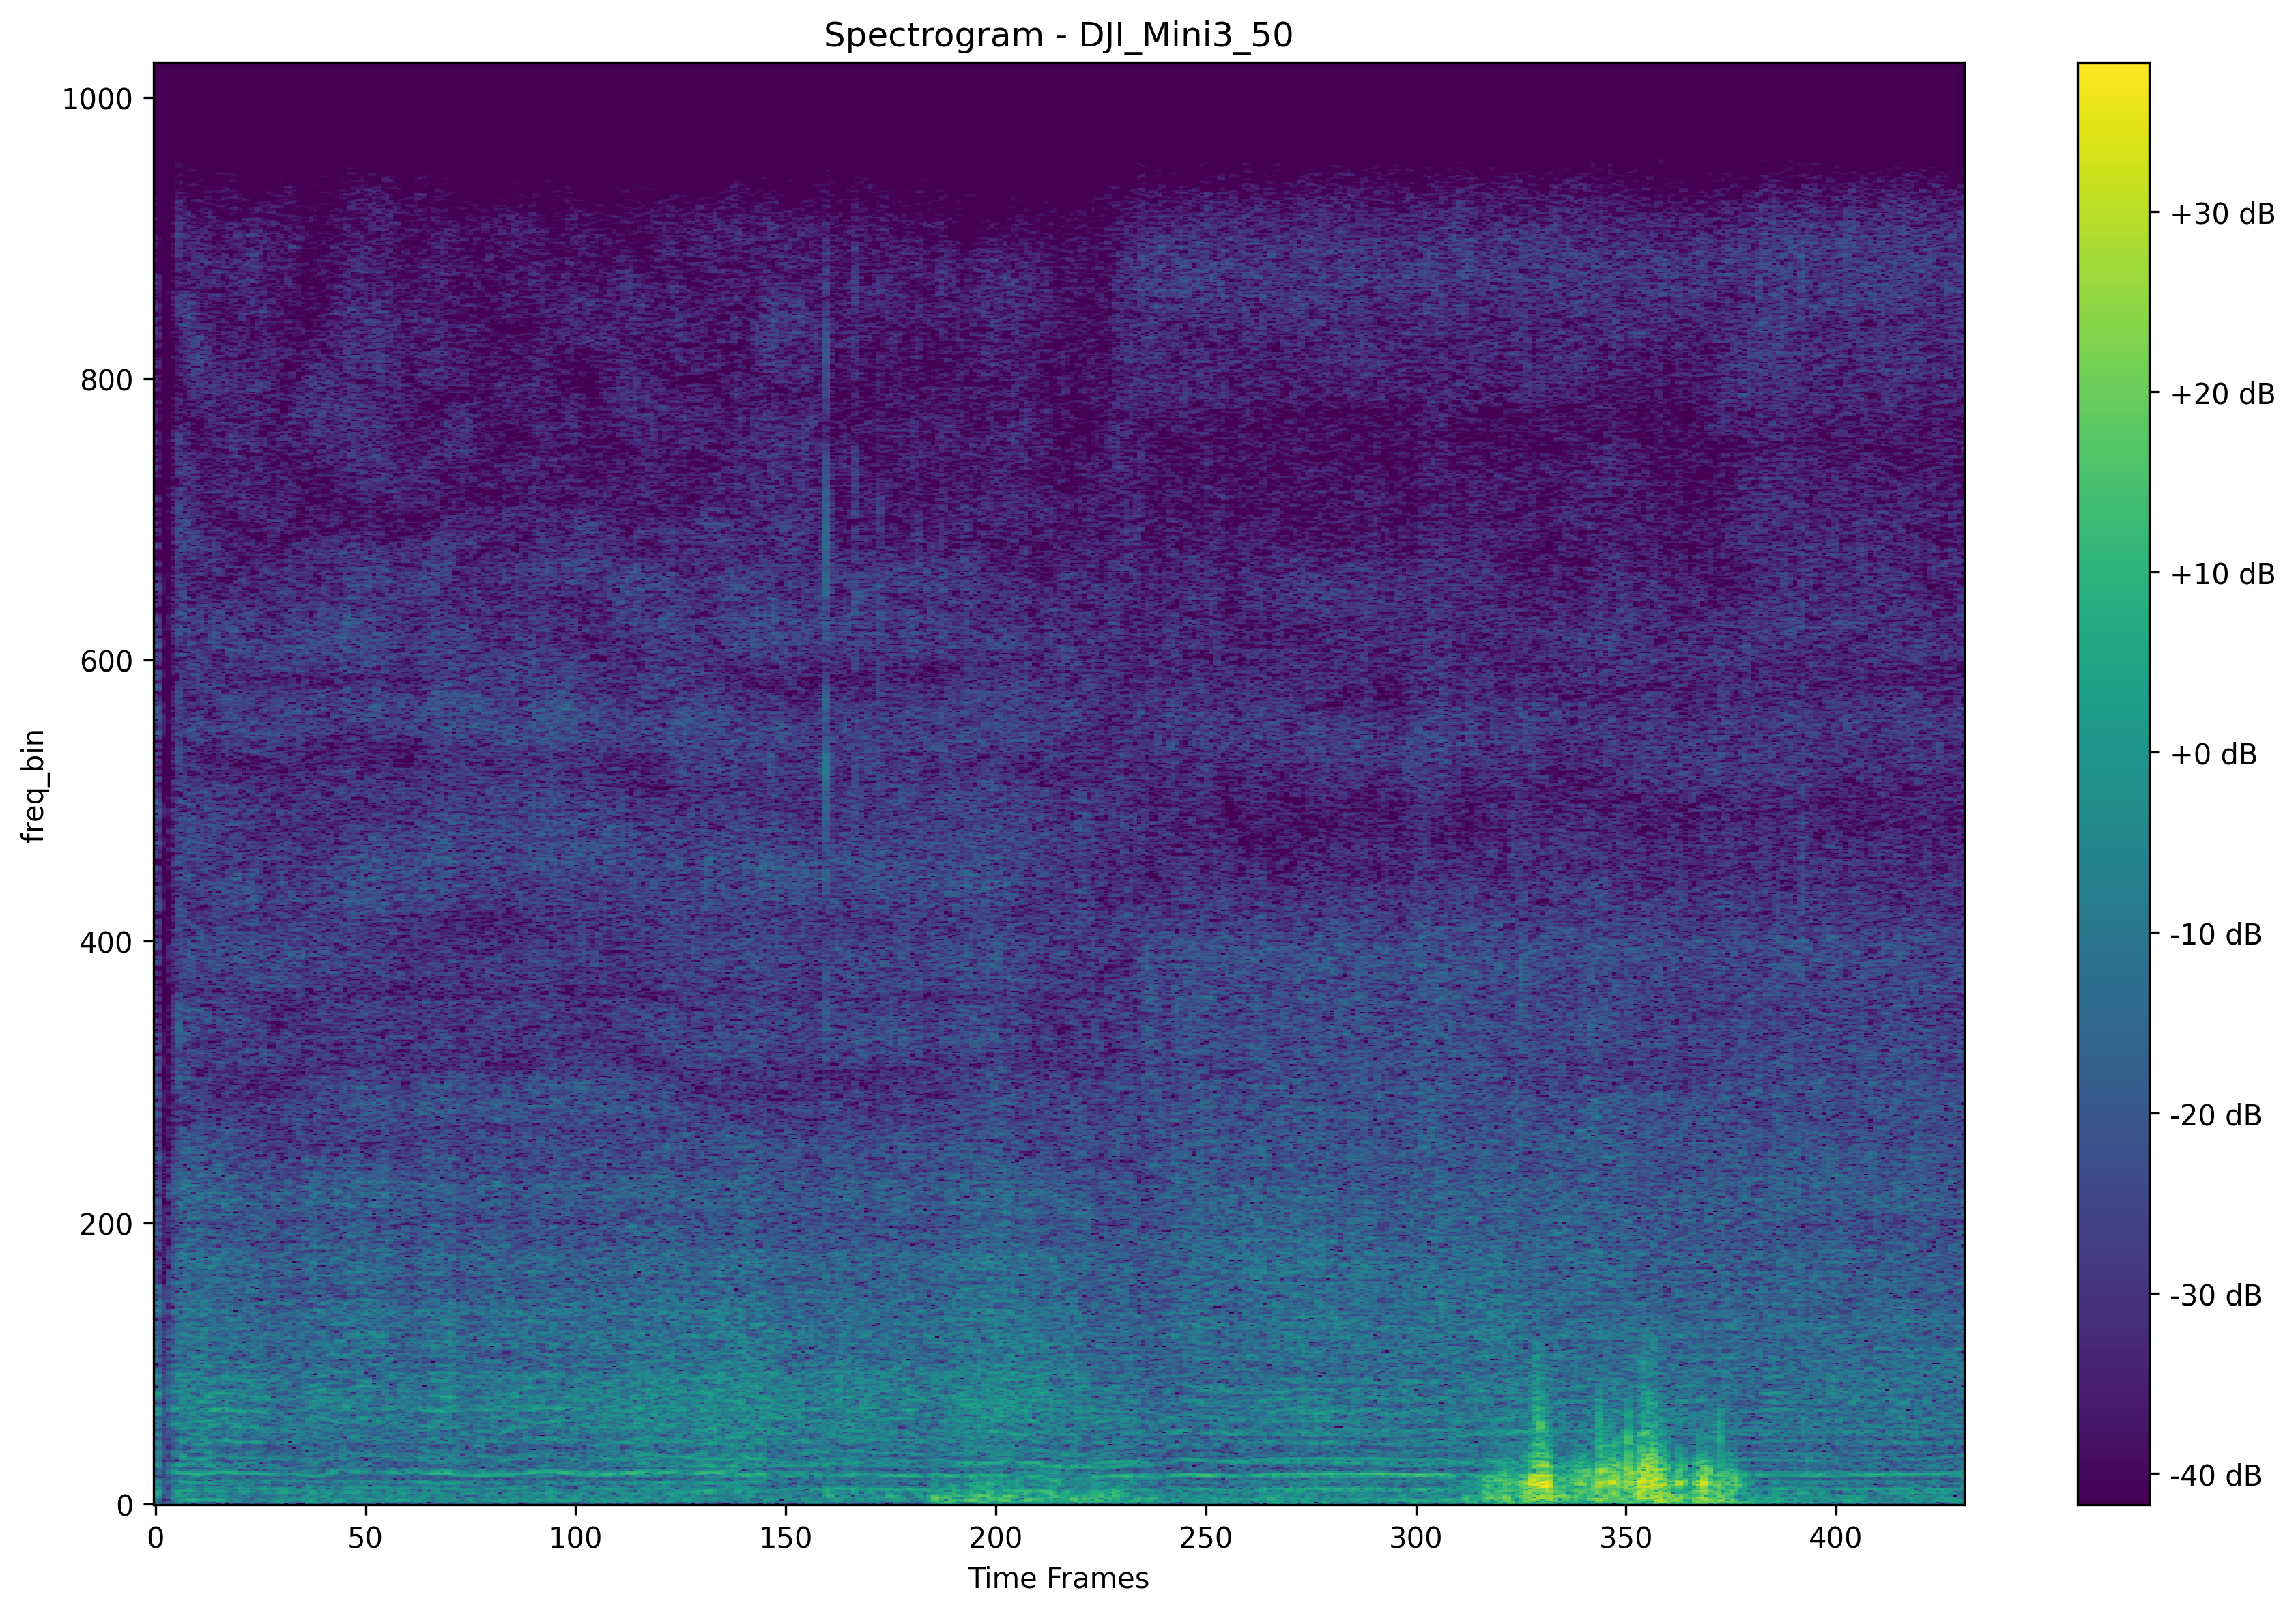 Spectrogram - DJI_Mini3_50
freq_bin
1000
800
600
400
200
0
0 50 100 150 200 250 300 350 400
Time Frames
+30 dB
+20 dB
+10 dB
+0 dB
-10 dB
-20 dB
-30 dB
-40 dB